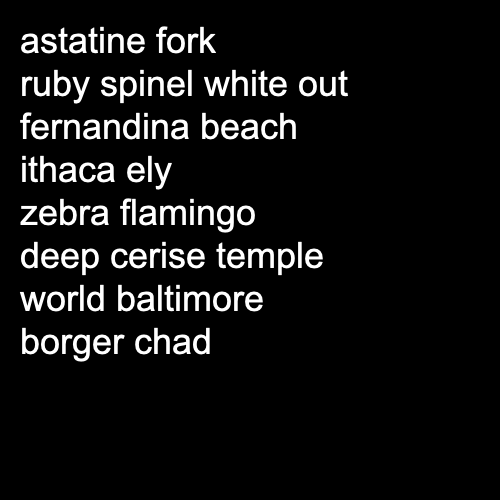 astatine fork
ruby spinel white out
fernandina beach
ithaca ely
zebra flamingo
deep cerise temple
world baltimore
borger chad